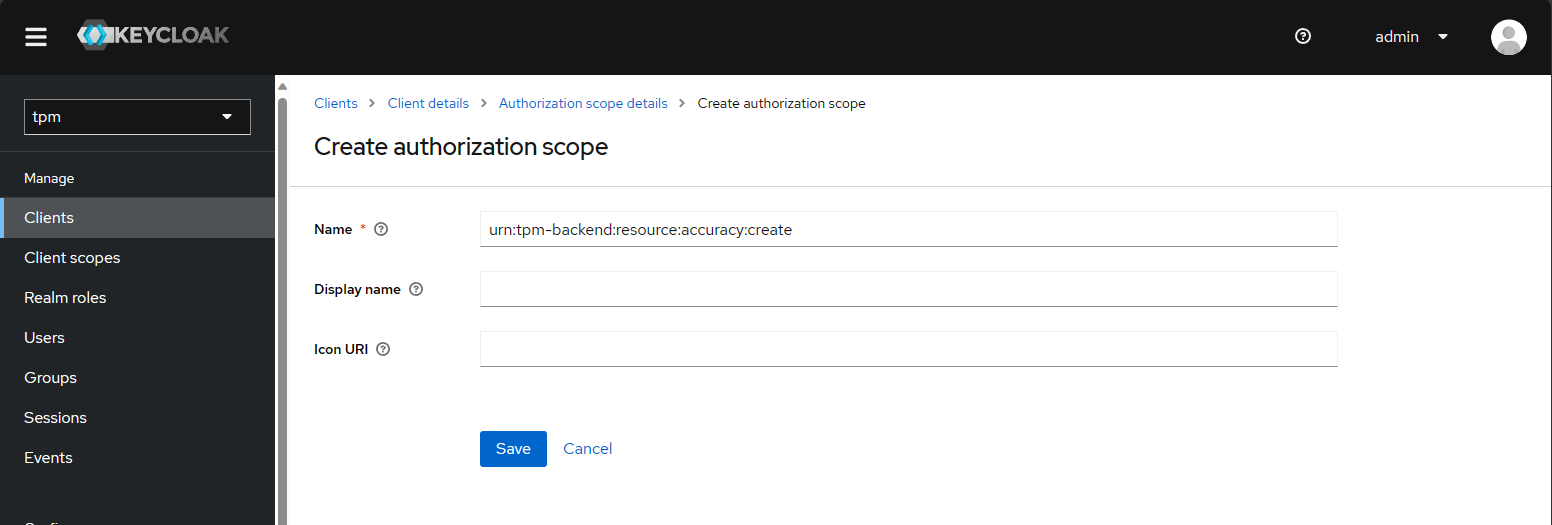 KEYCLOAK
admin
tpm
Manage
Clients
Client scopes
Realm roles
Users
Groups
Sessions
Events
Clients > Client details > Authorization scope details > Create authorization scope
Create authorization scope
Name *
urn:tpm-backend:resource:accuracy:create
Display name
Icon URI
Save Cancel